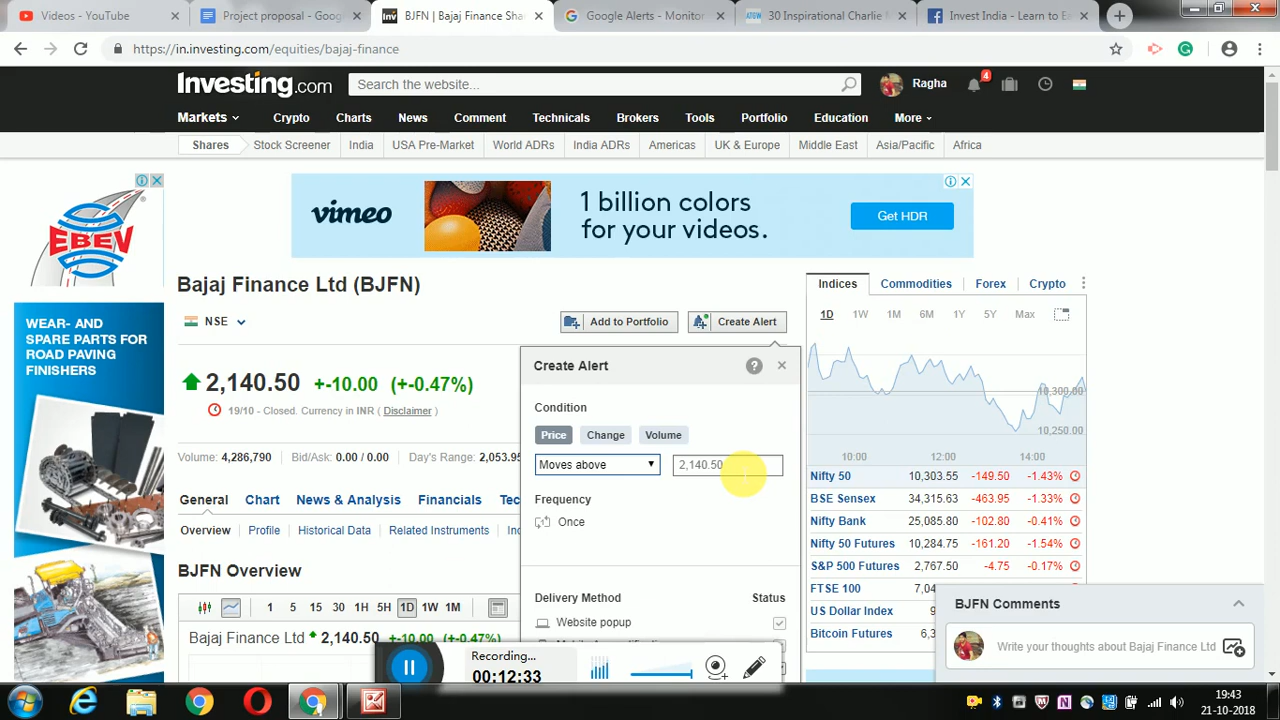 Videos - YouTube
Project proposal - Goog
BJFN | Bajaj Finance Sha
Google Alerts - Monitor
30 Inspirational Charlie M
Invest India - Learn to E
https://in.investing.com/equities/bajaj-finance
Investing.com
Search the website...
Ragha
4
Markets
Crypto
Charts
News
Comment
Technicals
Brokers
Tools
Portfolio
Education
More
Shares
Stock Screener
India
USA Pre-Market
World ADRs
India ADRs
Americas
UK & Europe
Middle East
Asia/Pacific
Africa
EBEV
WEAR- AND
SPARE PARTS FOR
ROAD PAVING
FINISHERS
vimeo
1 billion colors
for your videos.
Get HDR
Bajaj Finance Ltd (BJFN)
NSE
Add to Portfolio
Create Alert
2,140.50 +-10.00 (+-0.47%)
19/10 - Closed. Currency in INR ( Disclaimer )
Volume: 4,286,790
Bid/Ask: 0.00 / 0.00
Day's Range: 2,053.95
General
Chart
News & Analysis
Financials
Overview
Profile
Historical Data
Related Instruments
BJFN Overview
1 5 15 30 1H 5H 1D 1W 1M
Bajaj Finance Ltd 2,140.50 +-10.00 (+-0.47%)
Create Alert
?
Condition
Price
Change
Volume
Moves above
2,140.50
Frequency
Once
Delivery Method
Status
Website popup
Recording...
00:12:33
Indices
Commodities
Forex
Crypto
1D 1W 1M 6M 1Y 5Y Max
10,300.00
10,250.00
10:00 12:00 14:00
Nifty 50 10,303.55 -149.50 -1.43%
BSE Sensex 34,315.63 -463.95 -1.33%
Nifty Bank 25,085.80 -102.80 -0.41%
Nifty 50 Futures 10,284.75 -161.20 -1.54%
S&P 500 Futures 2,767.50 -4.75 -0.17%
FTSE 100
US Dollar Index
Bitcoin Futures
BJFN Comments
Write your thoughts about Bajaj Finance Ltd
19:43
21-10-2018